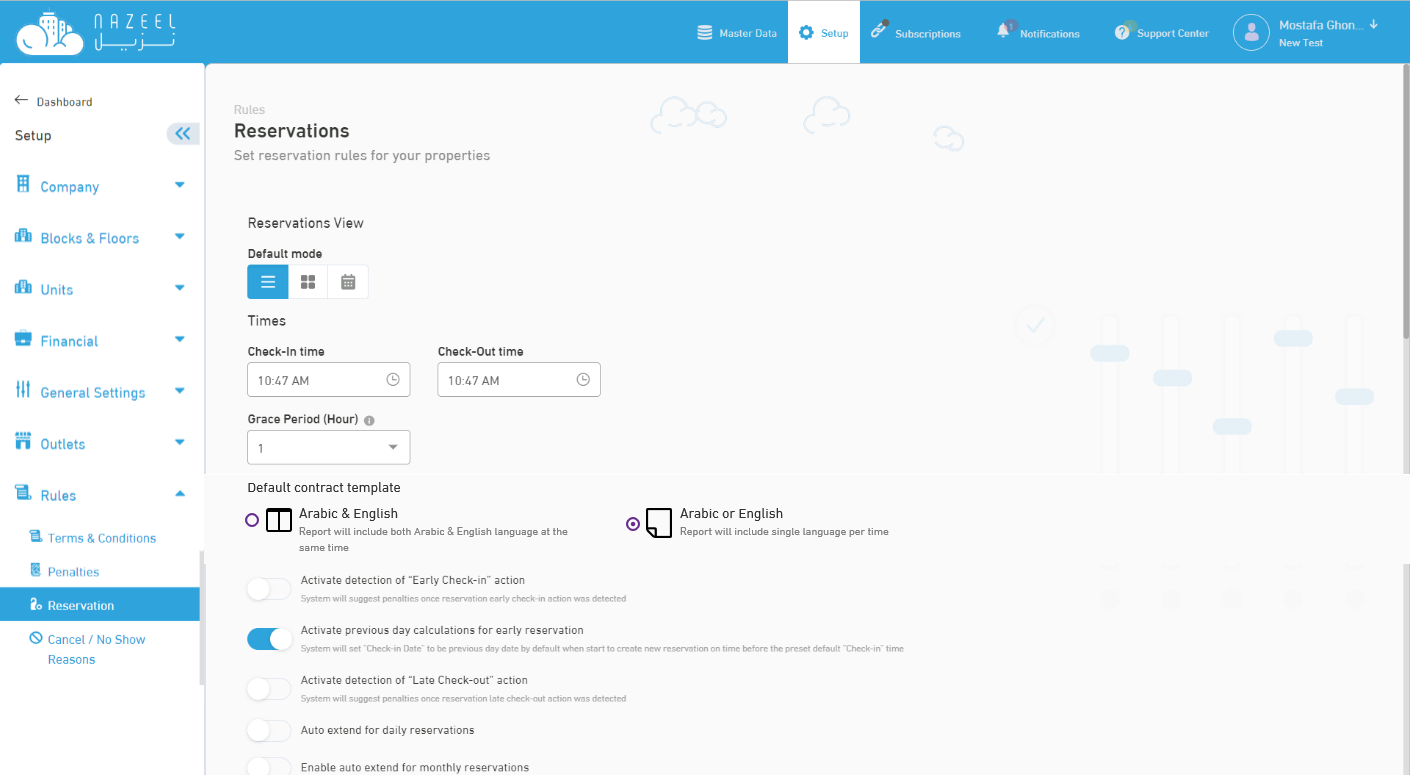 NAZEEL
نـزيــل
Master Data
Setup
Subscriptions
1
Notifications
Support Center
Mostafa Ghon...
New Test
Dashboard
Setup
Company
Blocks & Floors
Units
Financial
General Settings
Outlets
Rules
Terms & Conditions
Penalties
Reservation
Cancel / No Show
Reasons
Rules
Reservations
Set reservation rules for your properties
Reservations View
Default mode
Times
Check-In time
Check-Out time
10:47 AM
10:47 AM
Grace Period (Hour)
1
Default contract template
Arabic & English
Report will include both Arabic & English language at the
same time
Arabic or English
Report will include single language per time
Activate detection of “Early Check-in” action
System will suggest penalties once reservation early check-in action was detected
Activate previous day calculations for early reservation
System will set "Check-in Date" to be previous day date by default when start to create new reservation on time before the preset default "Check-in" time
Activate detection of “Late Check-out” action
System will suggest penalties once reservation late check-out action was detected
Auto extend for daily reservations
Enable auto extend for monthly reservations